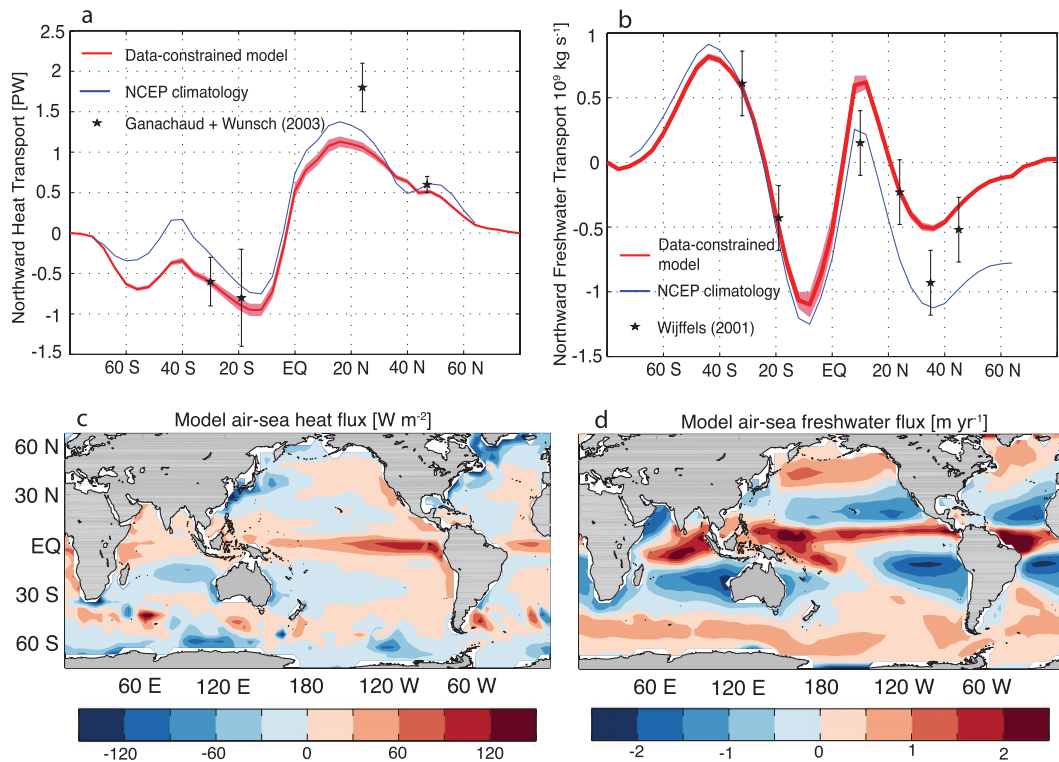 a
2.5
2
1.5
1
0.5
0
-0.5
-1
-1.5
Northward Heat Transport [PW]
Data-constrained model
NCEP climatology
Ganachaud + Wunsch (2003)
60 S 40 S 20 S EQ 20 N 40 N 60 N
b
1
0.5
0
-0.5
-1
-1.5
Northward Freshwater Transport 10⁹ kg s⁻¹
Data-constrained
model
NCEP climatology
Wijffels (2001)
60 S 40 S 20 S EQ 20 N 40 N 60 N
c
Model air-sea heat flux [W m⁻²]
60 N
30 N
EQ
30 S
60 S
60 E 120 E 180 120 W 60 W
-120 -60 0 60 120
d
Model air-sea freshwater flux [m yr⁻¹]
60 E 120 E 180 120 W 60 W
-2 -1 0 1 2